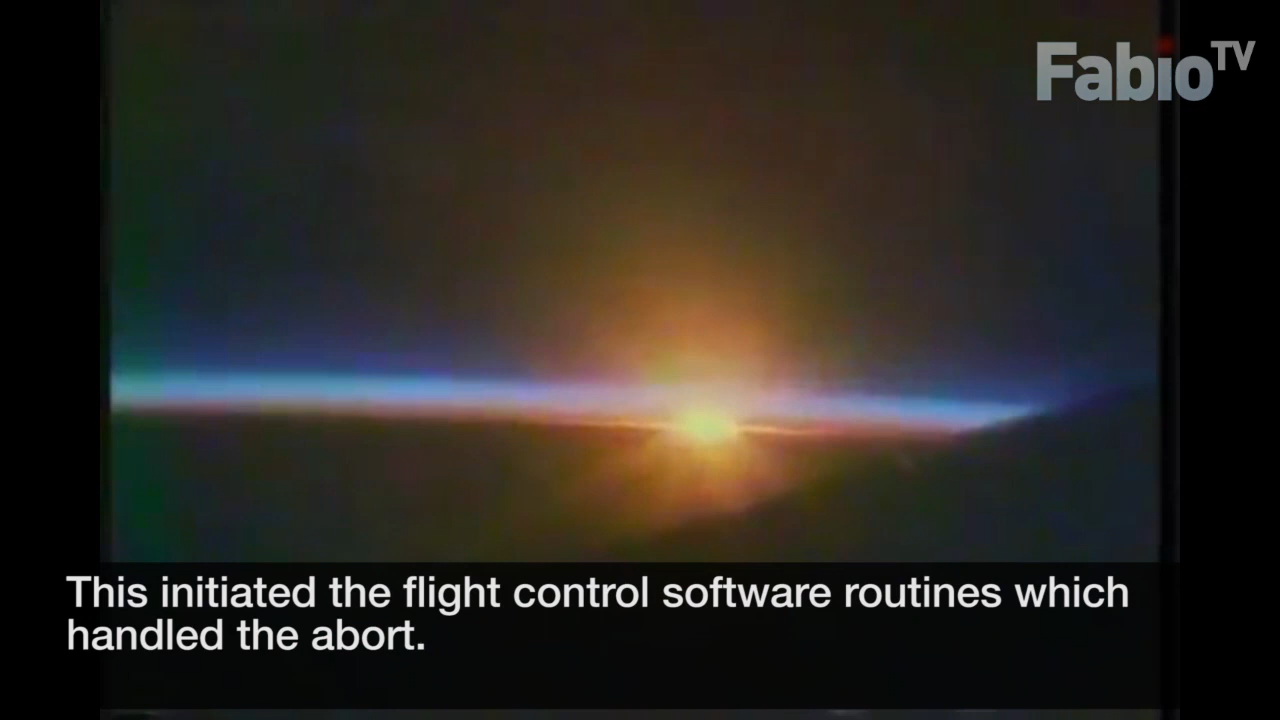 FabioTV
This initiated the flight control software routines which
handled the abort.